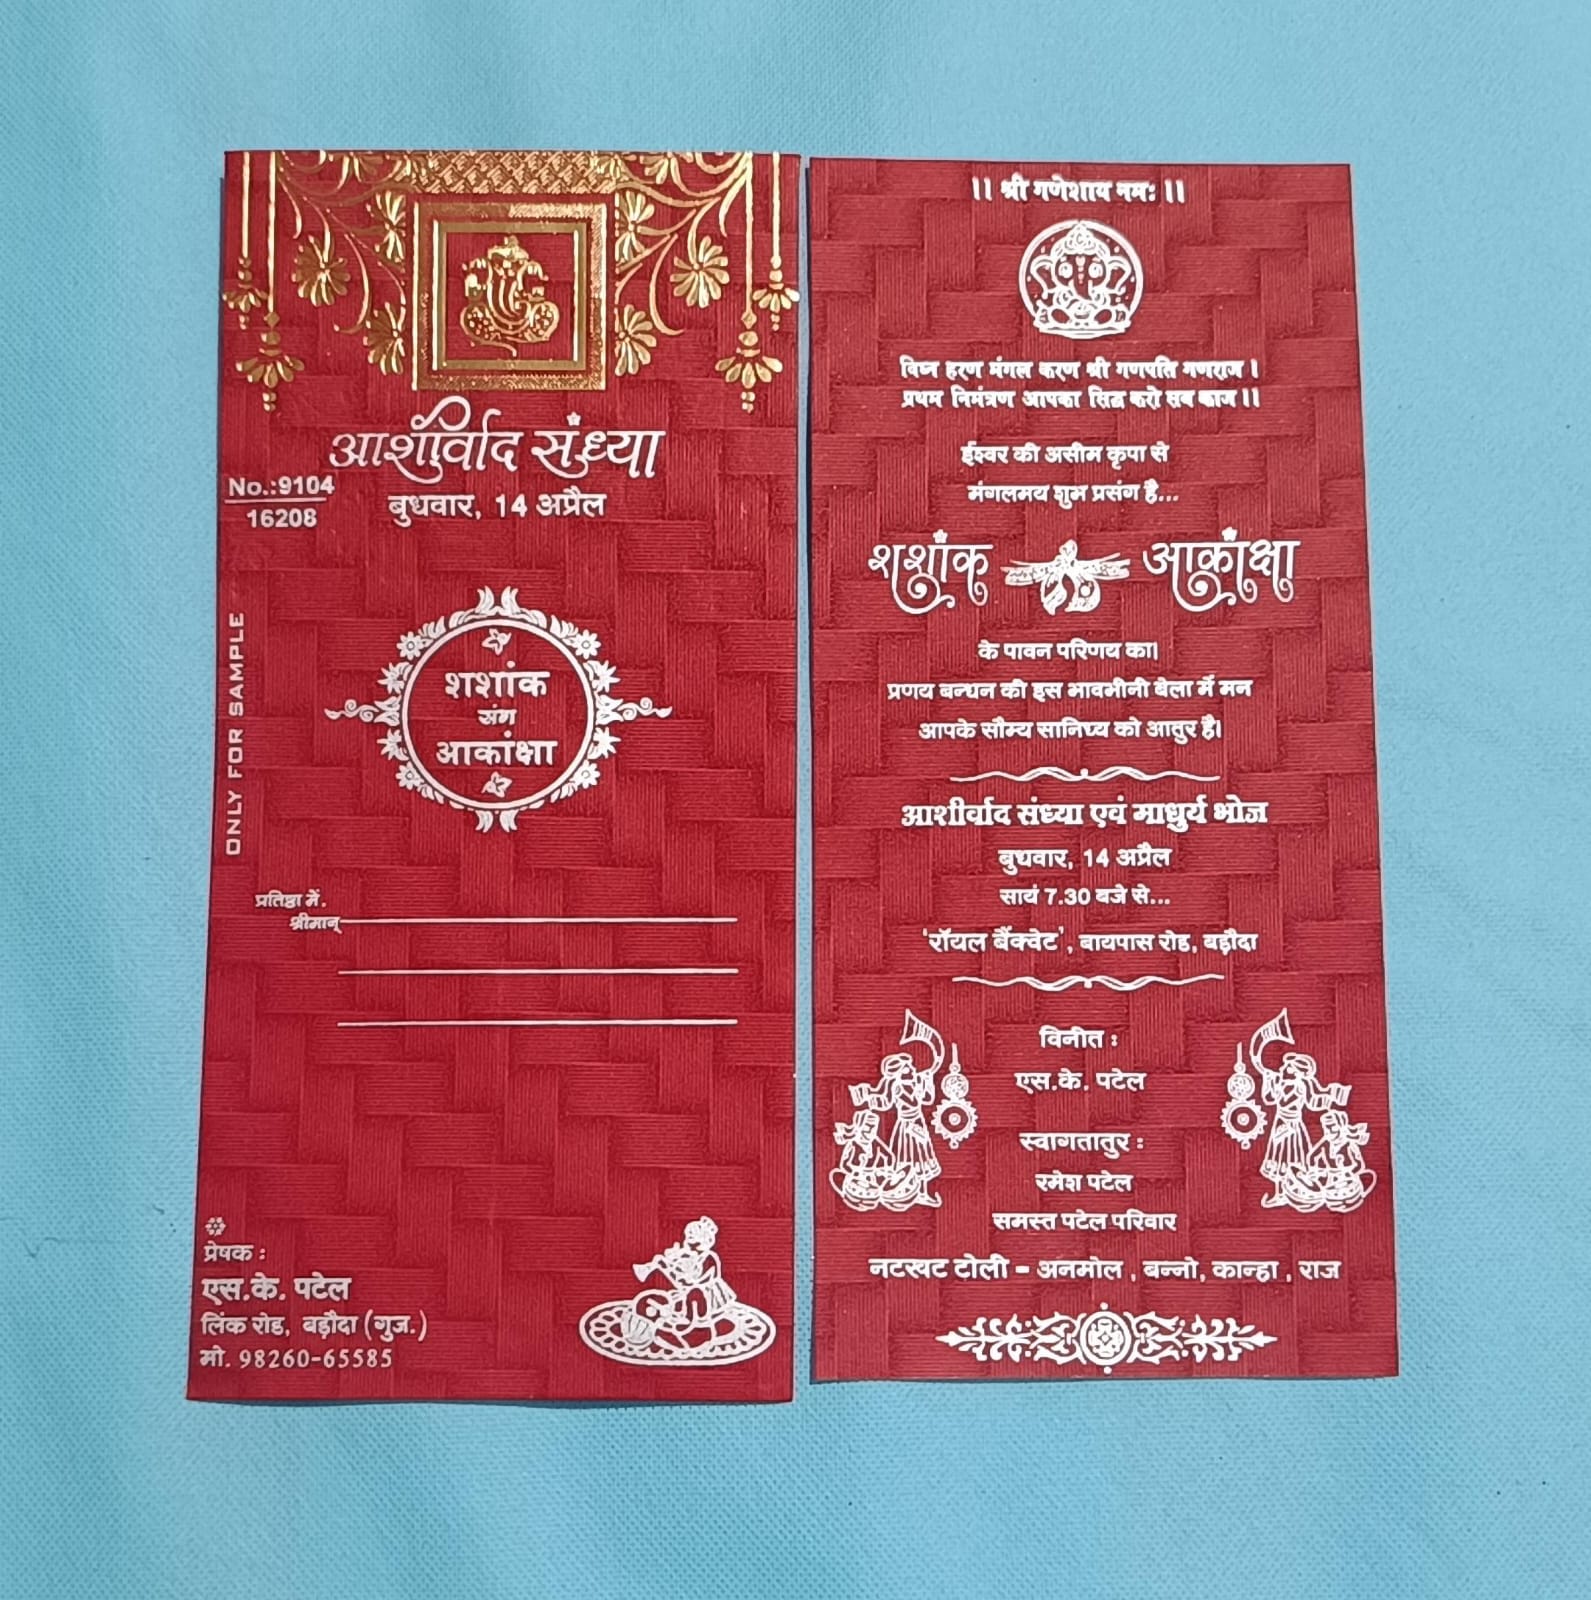 आशीर्वाद संध्या
No.:9104
16208
बुधवार, 14 अप्रैल
ONLY FOR SAMPLE
शशांक
संग
आकांक्षा
प्रतिष्ठा में.
श्रीमान्
प्रेषक :
एस.के. पटेल
लिंक रोड, बड़ौदा (गुज.)
मो. 98260-65585
।। श्री गणेशाय नमः ।।
विघ्न हरण मंगल करण श्री गणपति गणराज ।
प्रथम निमंत्रण आपका सिद्ध करो सब काज ।।
ईश्वर की असीम कृपा से
मंगलमय शुभ प्रसंग है...
शशांक आकांक्षा
के पावन परिणय का।
प्रणय बन्धन की इस भावभीनी बेला में मन
आपके सौम्य सानिध्य को आतुर है।
आशीर्वाद संध्या एवं माधुर्य भोज
बुधवार, 14 अप्रैल
सायं 7.30 बजे से...
'रॉयल बैंक्वेट', बायपास रोड, बड़ौदा
विनीत :
एस.के. पटेल
स्वागतातुर :
रमेश पटेल
समस्त पटेल परिवार
नटखट टोली - अनमोल , बन्नो, कान्हा , राज